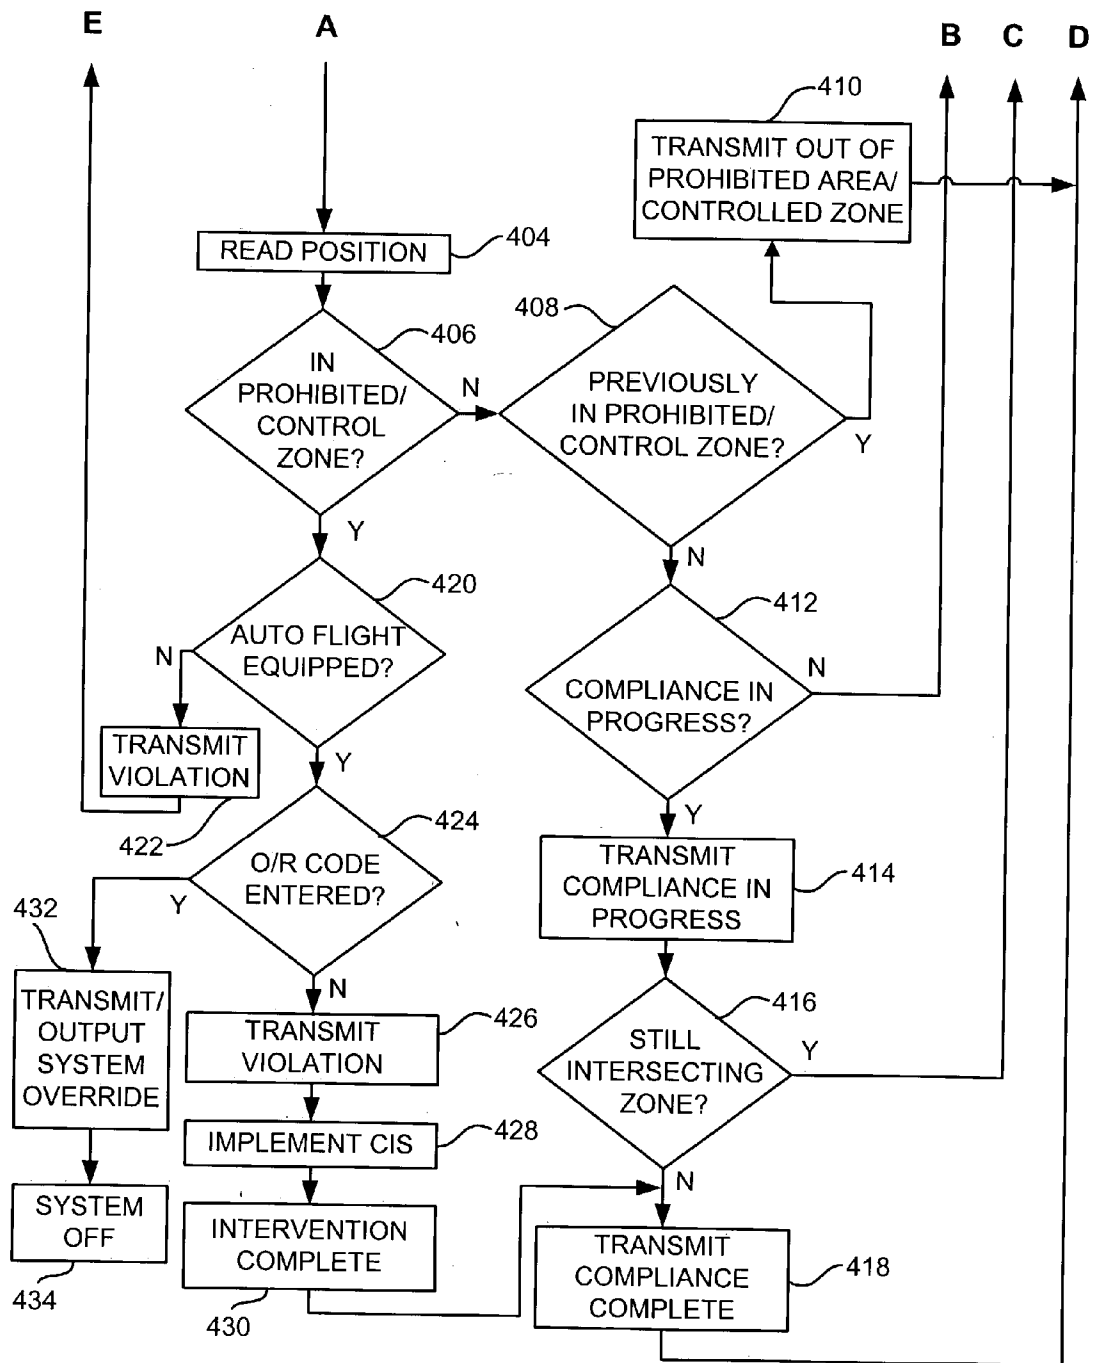 E
A
B
C
D
410
TRANSMIT OUT OF
PROHIBITED AREA/
CONTROLLED ZONE
READ POSITION
404
408
406
IN
PROHIBITED/
CONTROL
ZONE?
N
PREVIOUSLY
IN PROHIBITED/
CONTROL ZONE?
Y
Y
N
420
412
AUTO FLIGHT
EQUIPPED?
N
COMPLIANCE IN
PROGRESS?
N
TRANSMIT
VIOLATION
422
Y
Y
424
O/R CODE
ENTERED?
Y
TRANSMIT
COMPLIANCE IN
PROGRESS
414
432
TRANSMIT/
OUTPUT
SYSTEM
OVERRIDE
N
TRANSMIT
VIOLATION
426
416
STILL
INTERSECTING
ZONE?
Y
IMPLEMENT CIS
428
N
SYSTEM
OFF
434
INTERVENTION
COMPLETE
430
TRANSMIT
COMPLIANCE
COMPLETE
418